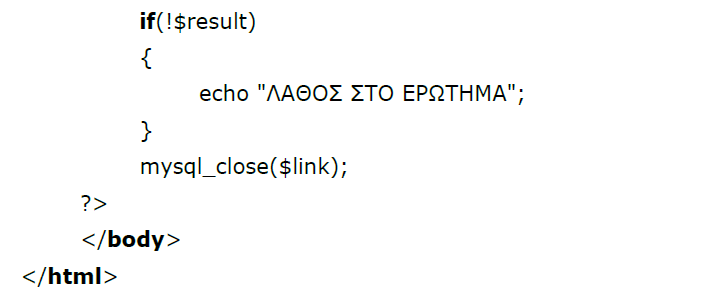 if(!$result)
{
echo "ΛΑΘΟΣ ΣΤΟ ΕΡΩΤΗΜΑ";
}
mysql_close($link);
?>
</body>
</html>